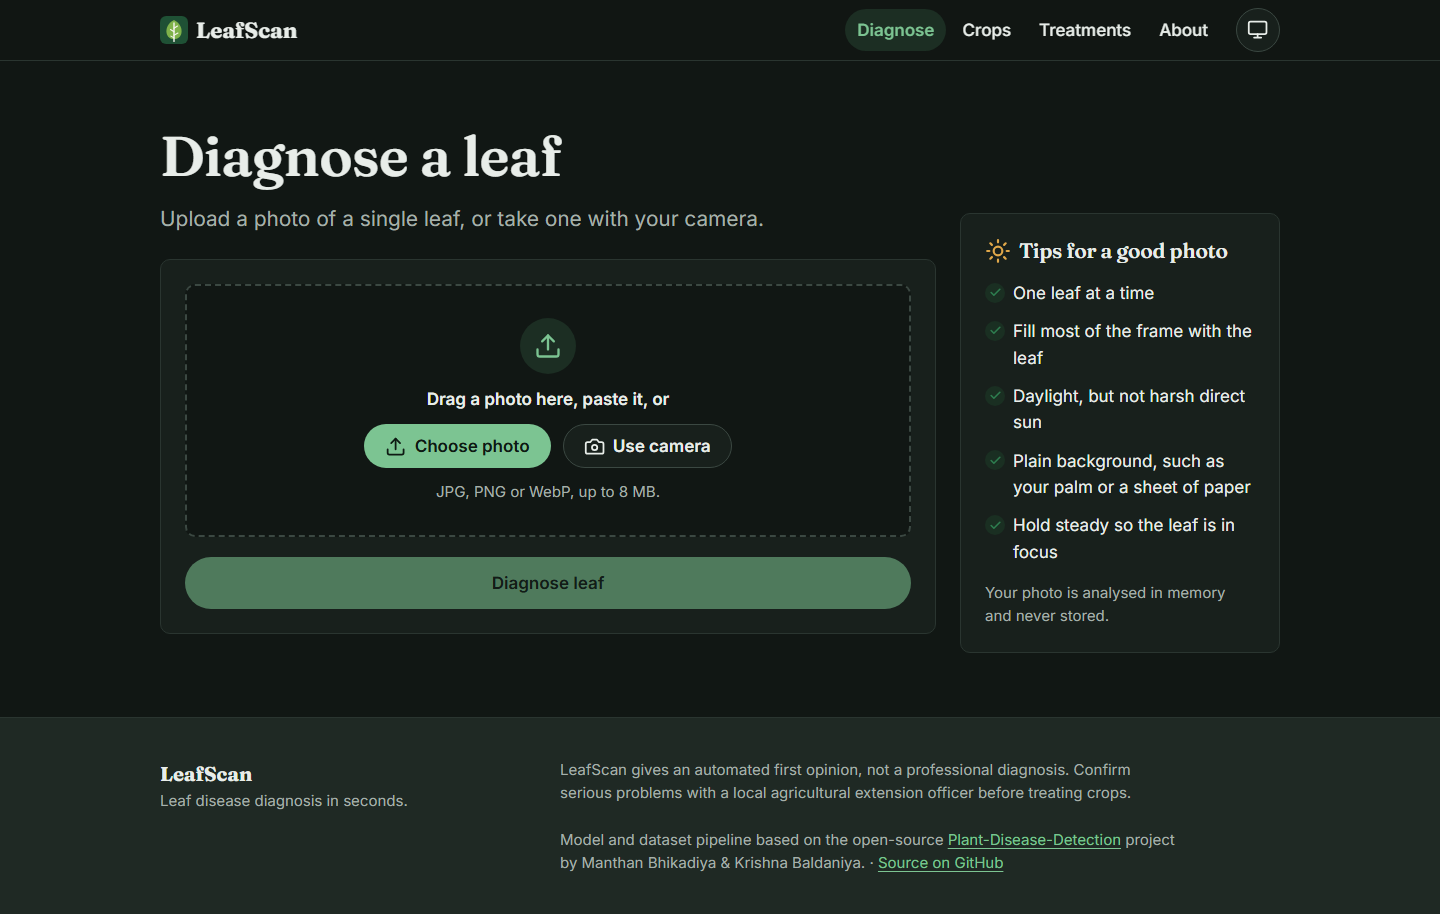 LeafScan
Diagnose
Crops
Treatments
About
Diagnose a leaf
Upload a photo of a single leaf, or take one with your camera.
Drag a photo here, paste it, or
Choose photo
Use camera
JPG, PNG or WebP, up to 8 MB.
Diagnose leaf
Tips for a good photo
One leaf at a time
Fill most of the frame with the
leaf
Daylight, but not harsh direct
sun
Plain background, such as
your palm or a sheet of paper
Hold steady so the leaf is in
focus
Your photo is analysed in memory
and never stored.
LeafScan
Leaf disease diagnosis in seconds.
LeafScan gives an automated first opinion, not a professional diagnosis. Confirm
serious problems with a local agricultural extension officer before treating crops.
Model and dataset pipeline based on the open-source Plant-Disease-Detection project
by Manthan Bhikadiya & Krishna Baldaniya. · Source on GitHub